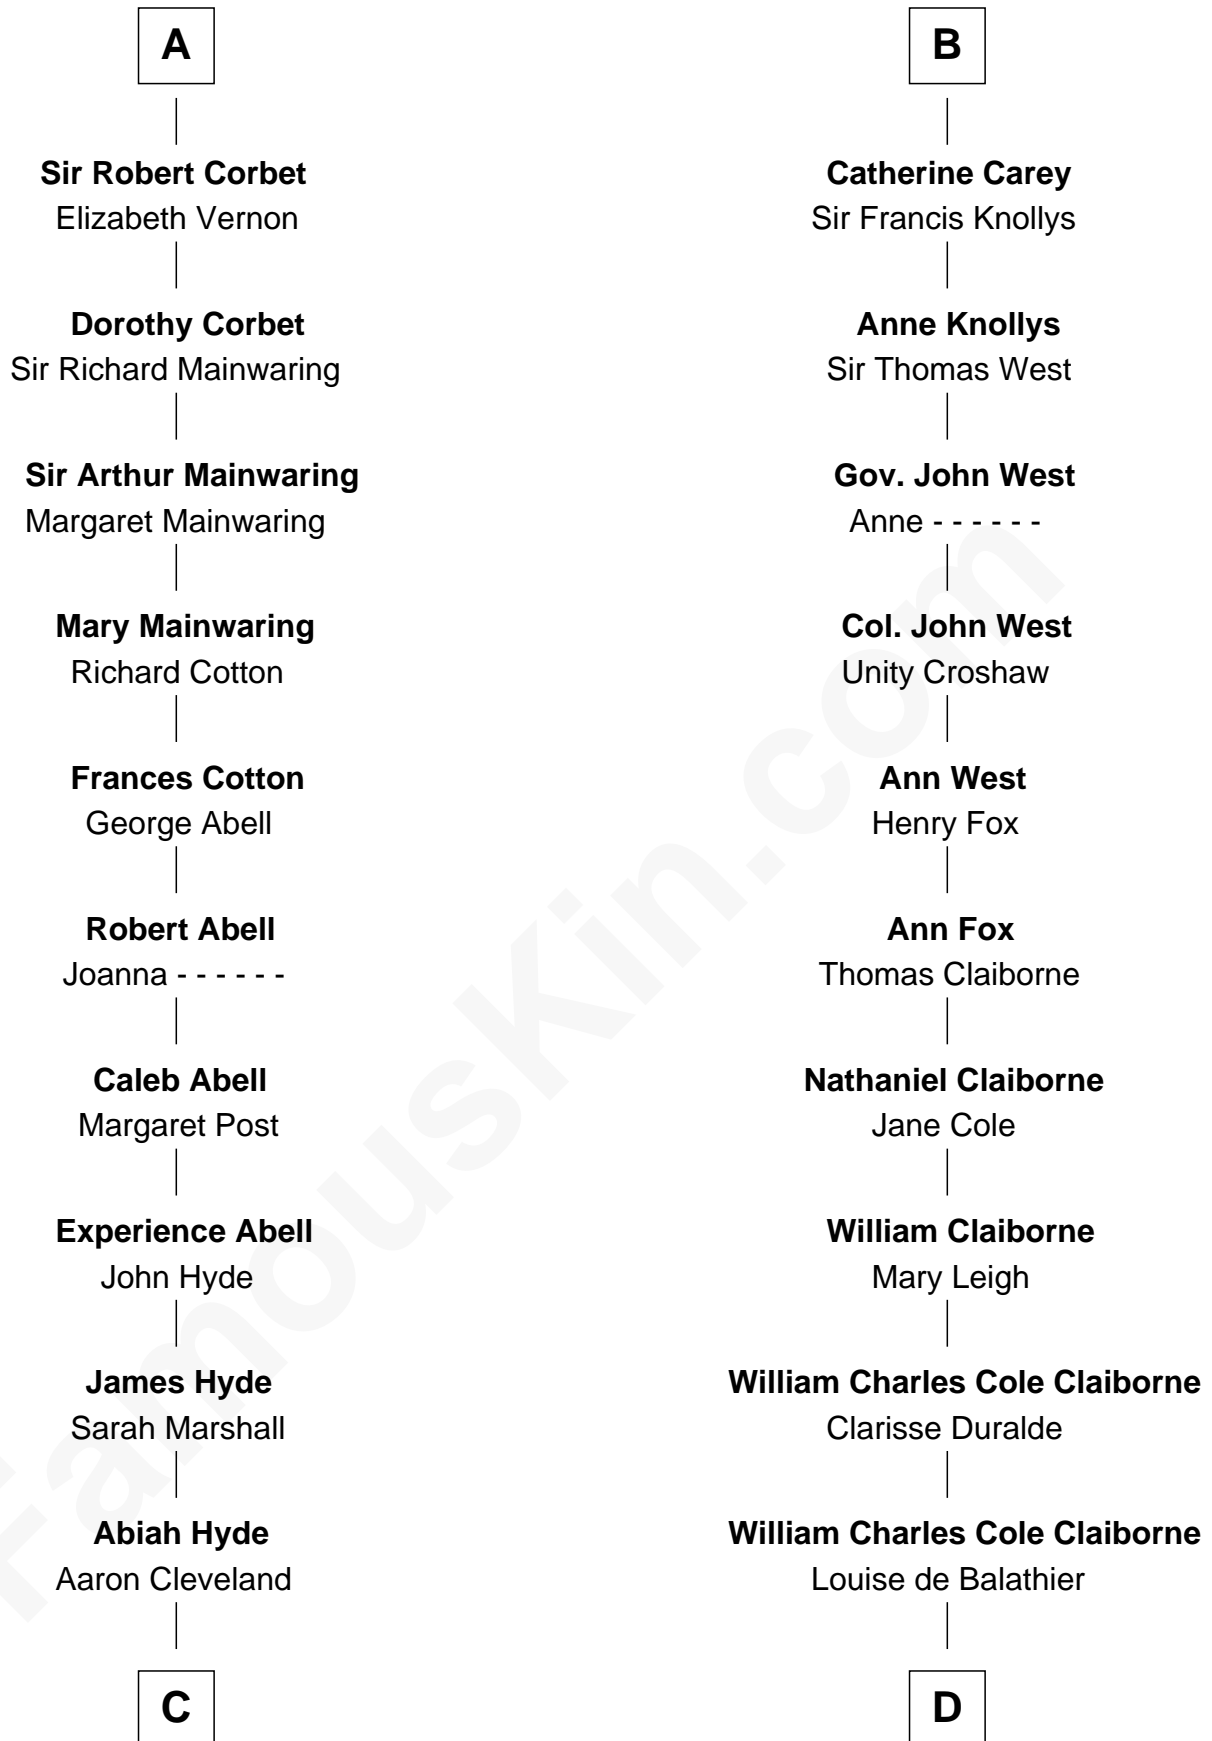 A
Sir Robert Corbet
Elizabeth Vernon
Dorothy Corbet
Sir Richard Mainwaring
Sir Arthur Mainwaring
Margaret Mainwaring
Mary Mainwaring
Richard Cotton
Frances Cotton
George Abell
Robert Abell
Joanna - - - - - -
Caleb Abell
Margaret Post
Experience Abell
John Hyde
James Hyde
Sarah Marshall
Abiah Hyde
Aaron Cleveland
C
B
Catherine Carey
Sir Francis Knollys
Anne Knollys
Sir Thomas West
Gov. John West
Anne - - - - - -
Col. John West
Unity Croshaw
Ann West
Henry Fox
Ann Fox
Thomas Claiborne
Nathaniel Claiborne
Jane Cole
William Claiborne
Mary Leigh
William Charles Cole Claiborne
Clarisse Duralde
William Charles Cole Claiborne
Louise de Balathier
D
FamousKin.com